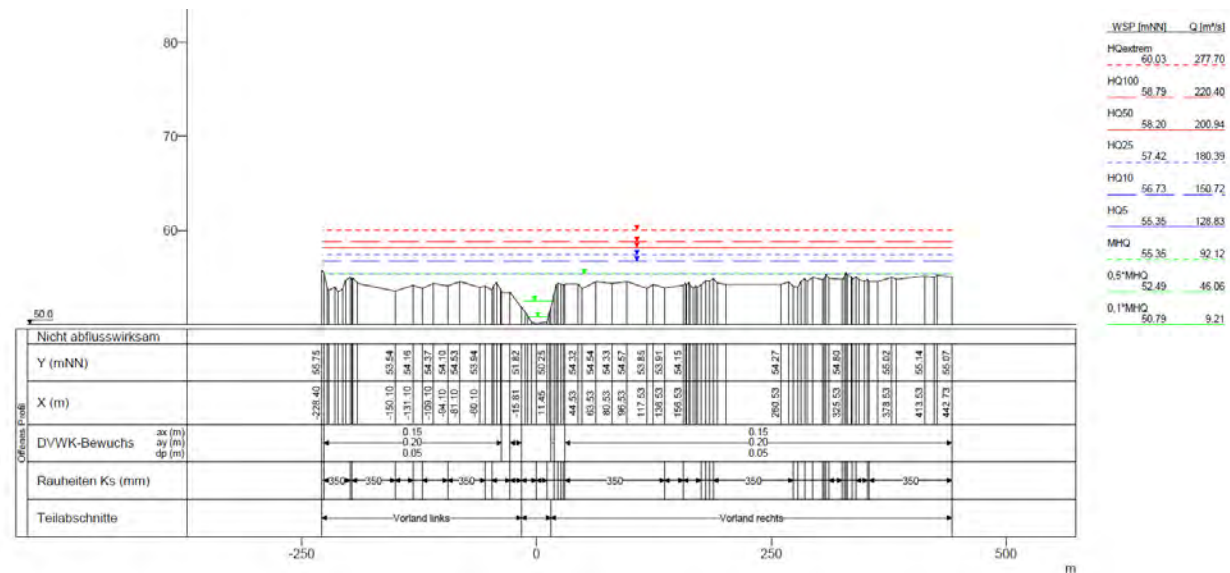 80
70
60
50.0
WSP [mNN] Q [m³/s]
HQextrem
60.03 277.70
HQ100
58.79 220.40
HQ50
58.20 200.94
HQ25
57.42 180.39
HQ10
56.73 150.72
HQ5
55.35 128.83
MHQ
55.35 92.12
0,5*MHQ
52.49 46.06
0,1*MHQ
50.79 9.21
Offenes Profil
Nicht abflusswirksam
Y (mNN)
55.75 53.54 54.16 54.37 54.10 54.53 53.94 51.82 50.25 54.32 54.54 54.33 54.57 53.85 53.91 54.15 54.27 54.80 55.02 55.14 55.07
X (m)
-228.40 -150.10 -131.10 -109.10 -94.10 -81.10 -60.10 -15.81 11.45 44.53 63.53 80.53 96.53 117.53 136.53 156.53 260.53 325.53 378.53 413.53 442.73
DVWK-Bewuchs
ax (m) 0.15 0.15
ay (m) 0.20 0.20
dp (m) 0.05 0.05
Rauheiten Ks (mm) 350 350 350 350 350 350
Teilabschnitte Vorland links Vorland rechts
-250 0 250 500
m